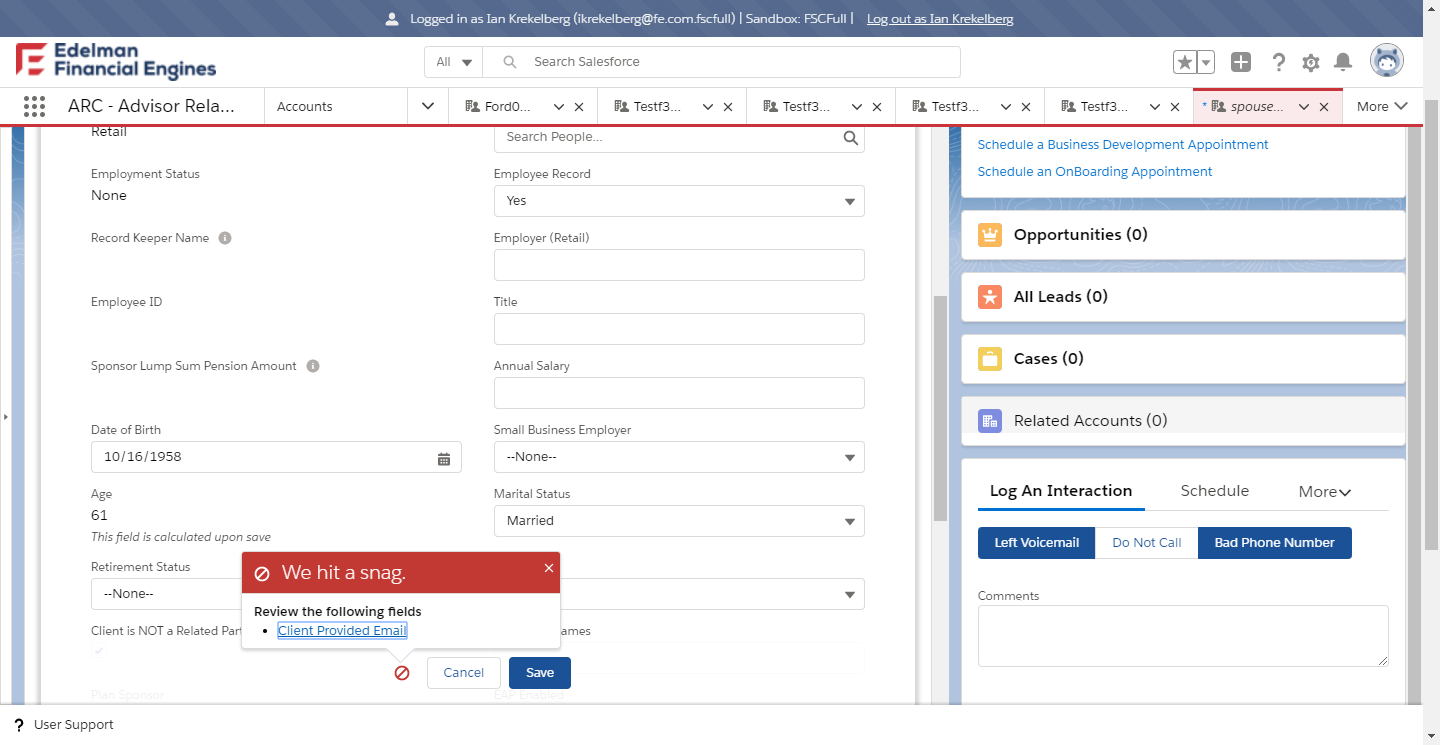 Logged in as Ian Krekelberg (ikrekelberg@fe.com.fscfull) | Sandbox: FSCFull | Log out as Ian Krekelberg
Edelman
Financial Engines
All
Search Salesforce
ARC - Advisor Rela...
Accounts
Ford0...
Testf3...
Testf3...
Testf3...
Testf3...
* spouse...
More
Retail
Search People...
Employment Status
None
Employee Record
Yes
Record Keeper Name
Employer (Retail)
Employee ID
Title
Sponsor Lump Sum Pension Amount
Annual Salary
Date of Birth
10/16/1958
Small Business Employer
--None--
Age
61
This field is calculated upon save
Marital Status
Married
Retirement Status
--None--
Client is NOT a Related Part
ames
We hit a snag.
Review the following fields
• Client Provided Email
Cancel
Save
Plan Sponsor
EAP Enabled
Schedule a Business Development Appointment
Schedule an OnBoarding Appointment
Opportunities (0)
All Leads (0)
Cases (0)
Related Accounts (0)
Log An Interaction
Schedule
More
Left Voicemail
Do Not Call
Bad Phone Number
Comments
? User Support